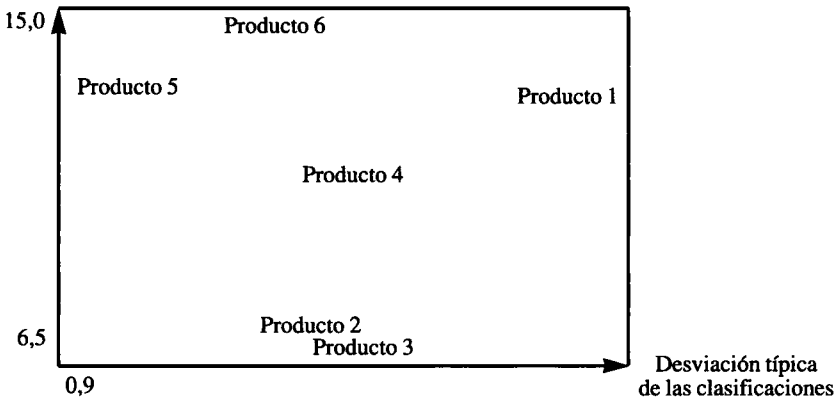 15,0
Producto 6
Producto 5
Producto 1
Producto 4
Producto 2
6,5
Producto 3
0,9
Desviación típica
de las clasificaciones